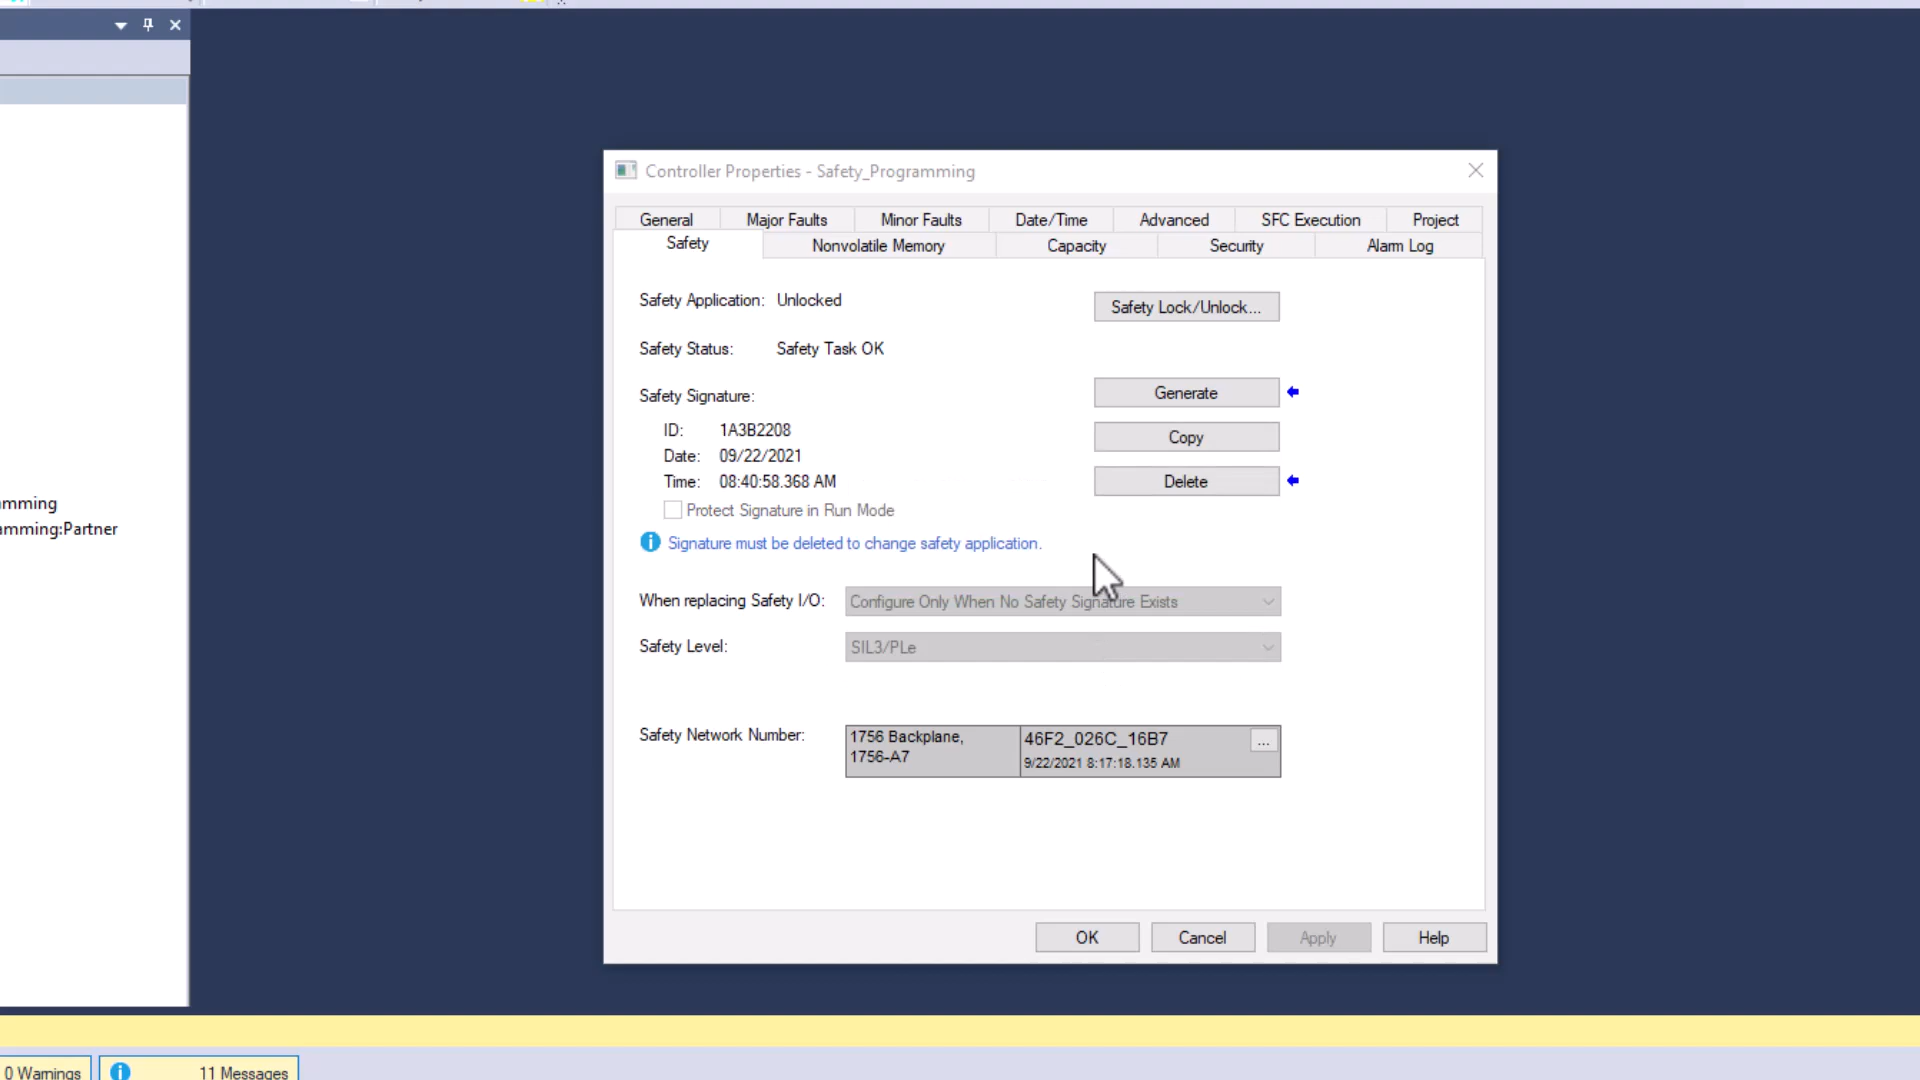 Controller Properties - Safety_Programming
General Major Faults Minor Faults Date/Time Advanced SFC Execution Project
Safety Nonvolatile Memory Capacity Security Alarm Log
Safety Application: Unlocked Safety Lock/Unlock...
Safety Status: Safety Task OK
Safety Signature: Generate
ID: 1A3B2208 Copy
Date: 09/22/2021
Time: 08:40:58.368 AM Delete
Protect Signature in Run Mode
Signature must be deleted to change safety application.
When replacing Safety I/O: Configure Only When No Safety Signature Exists
Safety Level: SIL3/PLe
Safety Network Number: 1756 Backplane, 46F2_026C_16B7 ...
1756-A7 9/22/2021 8:17:18.135 AM
OK Cancel Apply Help
mming
mming:Partner
0 Warnings 11 Messages